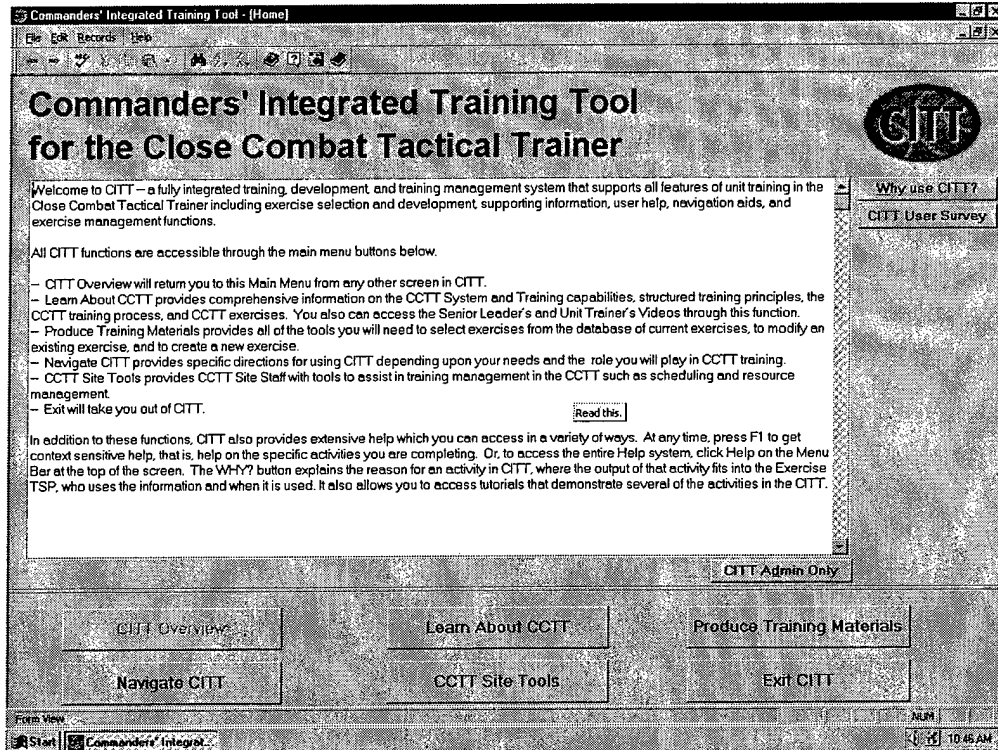 Commanders' Integrated Training Tool - [Home]
File Edit Records Help
Commanders' Integrated Training Tool
for the Close Combat Tactical Trainer
CITT
Welcome to CITT – a fully integrated training, development, and training management system that supports all features of unit training in the
Close Combat Tactical Trainer including exercise selection and development, supporting information, user help, navigation aids, and
exercise management functions.
Why use CITT?
CITT User Survey
All CITT functions are accessible through the main menu buttons below.
– CITT Overview will return you to this Main Menu from any other screen in CITT.
– Learn About CCTT provides comprehensive information on the CCTT System and Training capabilities, structured training principles, the
CCTT training process, and CCTT exercises. You also can access the Senior Leader's and Unit Trainer's Videos through this function.
– Produce Training Materials provides all of the tools you will need to select exercises from the database of current exercises, to modify an
existing exercise, and to create a new exercise.
– Navigate CITT provides specific directions for using CITT depending upon your needs and the role you will play in CCTT training.
– CCTT Site Tools provides CCTT Site Staff with tools to assist in training management in the CCTT such as scheduling and resource
management.
– Exit will take you out of CITT.
Read this.
In addition to these functions, CITT also provides extensive help which you can access in a variety of ways. At any time, press F1 to get
context sensitive help, that is, help on the specific activities you are completing. Or, to access the entire Help system, click Help on the Menu
Bar at the top of the screen. The WHY? button explains the reason for an activity in CITT, where the output of that activity fits into the Exercise
TSP, who uses the information and when it is used. It also allows you to access tutorials that demonstrate several of the activities in the CITT.
CITT Admin Only
CITT Overview
Learn About CCTT
Produce Training Materials
Navigate CITT
CCTT Site Tools
Exit CITT
Form View
NUM
Start
Commanders' Integrat...
10:46 AM